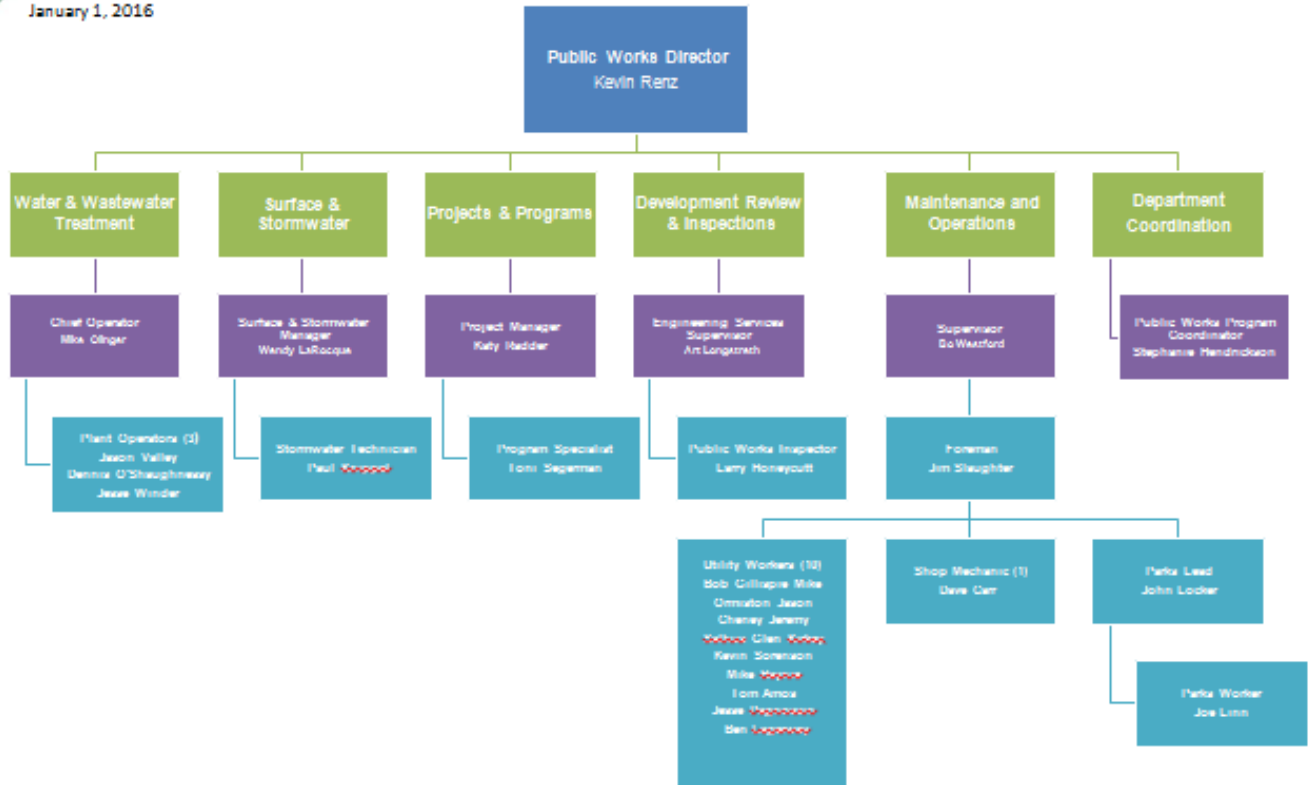 January 1, 2016
Public Works Director
Kevin Renz
Water & Wastewater
Treatment
Surface &
Stormwater
Projects & Programs
Development Review
& Inspections
Maintenance and
Operations
Department
Coordination
Chief Operator
Mike Olinger
Surface & Stormwater
Manager
Wendy LaRocque
Project Manager
Katy
Engineering Services
Supervisor
Art
Supervisor
Bo Westford
Public Works Program
Coordinator
Stephanie Hendrickson
Plant Operators (3)
Jason Valley
Dennis O'Shaughnessy
Jesse Winder
Stormwater Technician
Paul
Program Specialist
Toni Segerman
Public Works Inspector
Larry Honeycutt
Foreman
Jim Slaughter
Utility Workers (10)
Bob Gillispie Mike
Ormiston Jason
Cheney Jeremy
Glen
Kevin Sorenson
Mike
Tom Amos
Jesse
Ben
Shop Mechanic (1)
Dave Carr
Parks Lead
John Locker
Parks Worker
Joe Linn